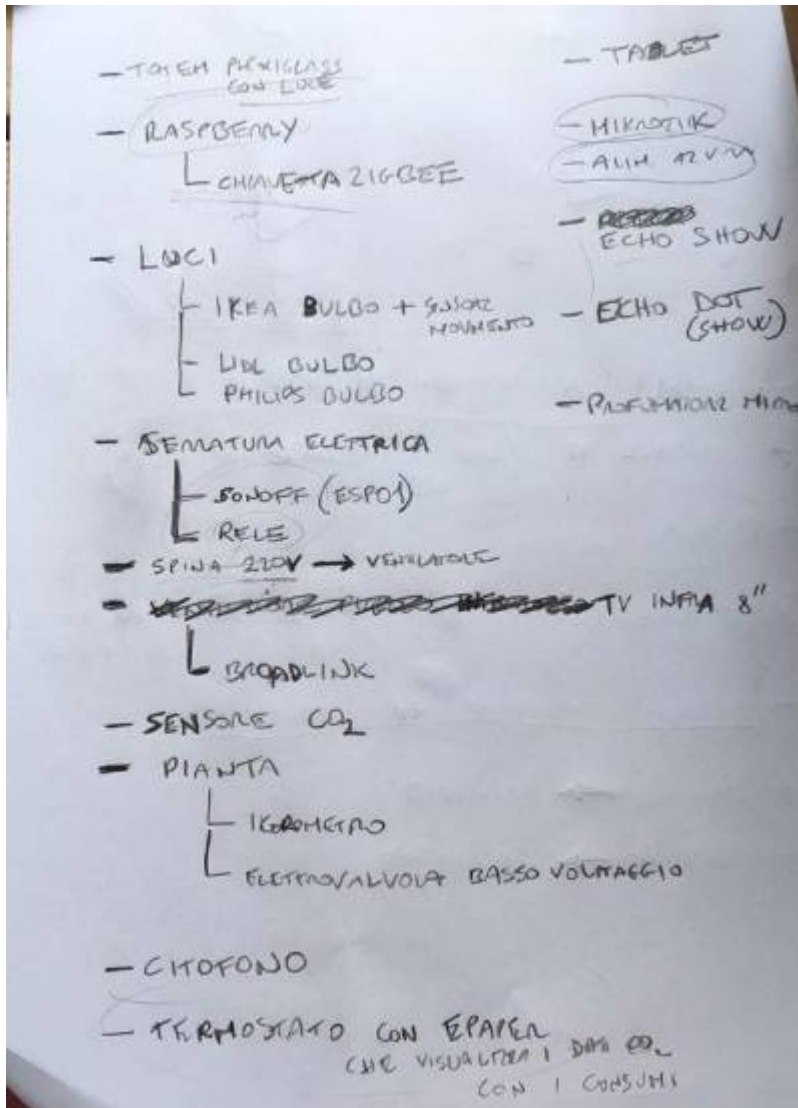 - TOTEM PLEXIGLASS
CON LUCE
- RASPBERRY
CHIAVETTA ZIGBEE
- LUCI
- IKEA BULBO + SENSORE
MOVIMENTO
- LIDL BULBO
- PHILIPS BULBO
- SERRATURA ELETTRICA
- SONOFF (ESP01)
- RELE
- SPINA 220V → VENTILATORE
- TV INFRA 8"
BROADLINK
- SENSORE CO2
- PIANTA
- IGROMETRO
- ELETTROVALVOLA BASSO VOLTAGGIO
- CITOFONO
- TERMOSTATO CON EPAPER
CHE VISUALIZZA I DATI CO2
CON I CONSUMI
- TABLET
- MIKROTIK
- ALIM 12V
- ECHO SHOW
- ECHO DOT
(SHOW)